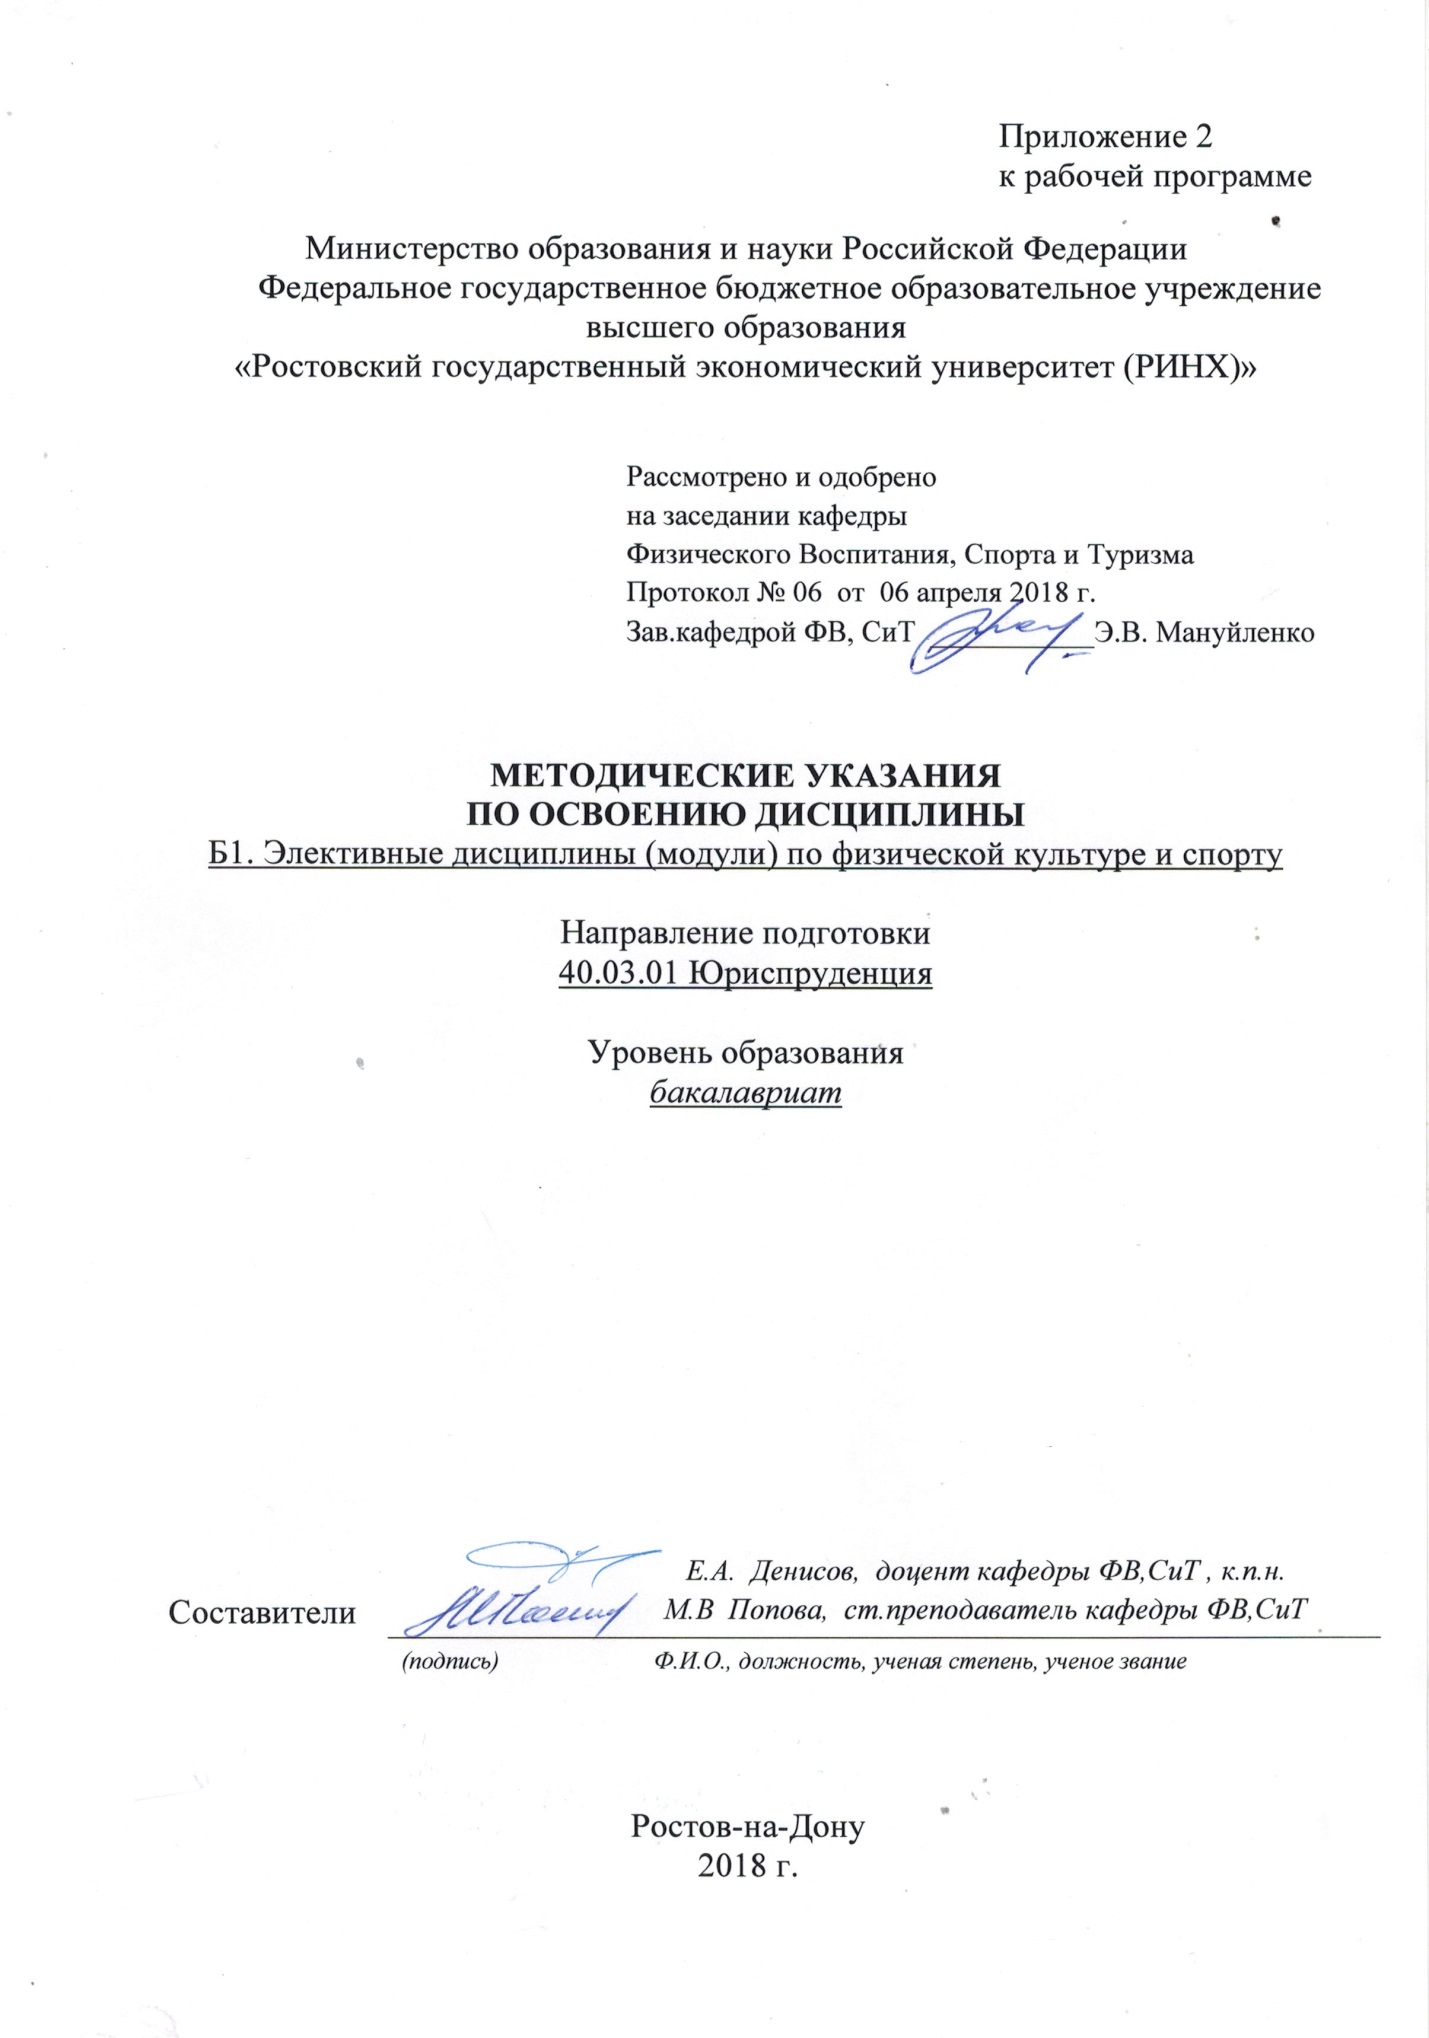 Приложение 2
к рабочей программе
Министерство образования и науки Российской Федерации
Федеральное государственное бюджетное образовательное учреждение
высшего образования
«Ростовский государственный экономический университет (РИНХ)»
Рассмотрено и одобрено
на заседании кафедры
Физического Воспитания, Спорта и Туризма
Протокол № 06 от 06 апреля 2018 г.
Зав.кафедрой ФВ, СиТ ____________Э.В. Мануйленко
МЕТОДИЧЕСКИЕ УКАЗАНИЯ
ПО ОСВОЕНИЮ ДИСЦИПЛИНЫ
Б1. Элективные дисциплины (модули) по физической культуре и спорту
Направление подготовки
40.03.01 Юриспруденция
Уровень образования
бакалавриат
Е.А. Денисов, доцент кафедры ФВ,СиТ , к.п.н.
Составители М.В Попова, ст.преподаватель кафедры ФВ,СиТ
(подпись) Ф.И.О., должность, ученая степень, ученое звание
Ростов-на-Дону
2018 г.